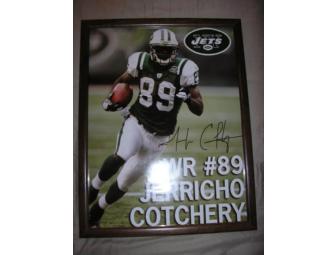 JETS
89
WR #89
JERRICHO
COTCHERY